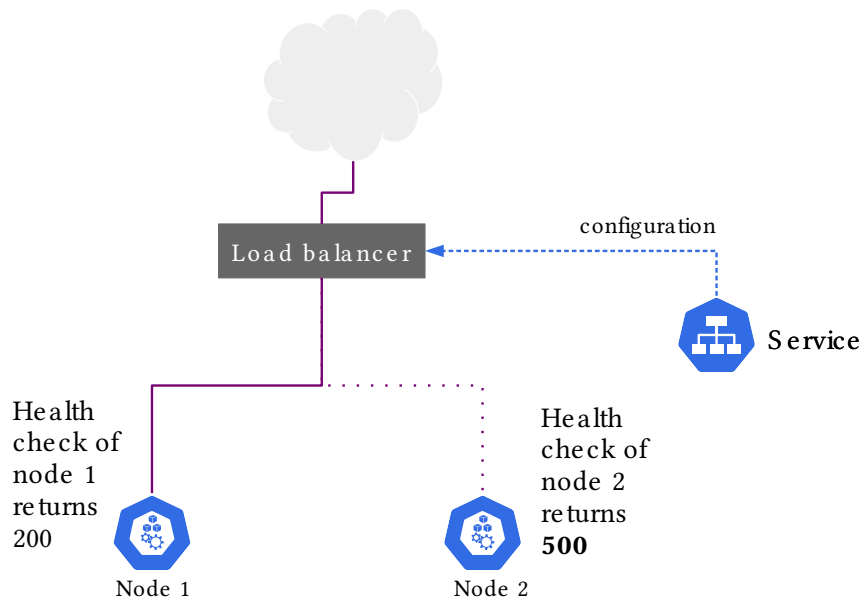 configuration
Load balancer
Service
Health
check of
node 1
returns
200
Health
check of
node 2
returns
500
Node 1
Node 2